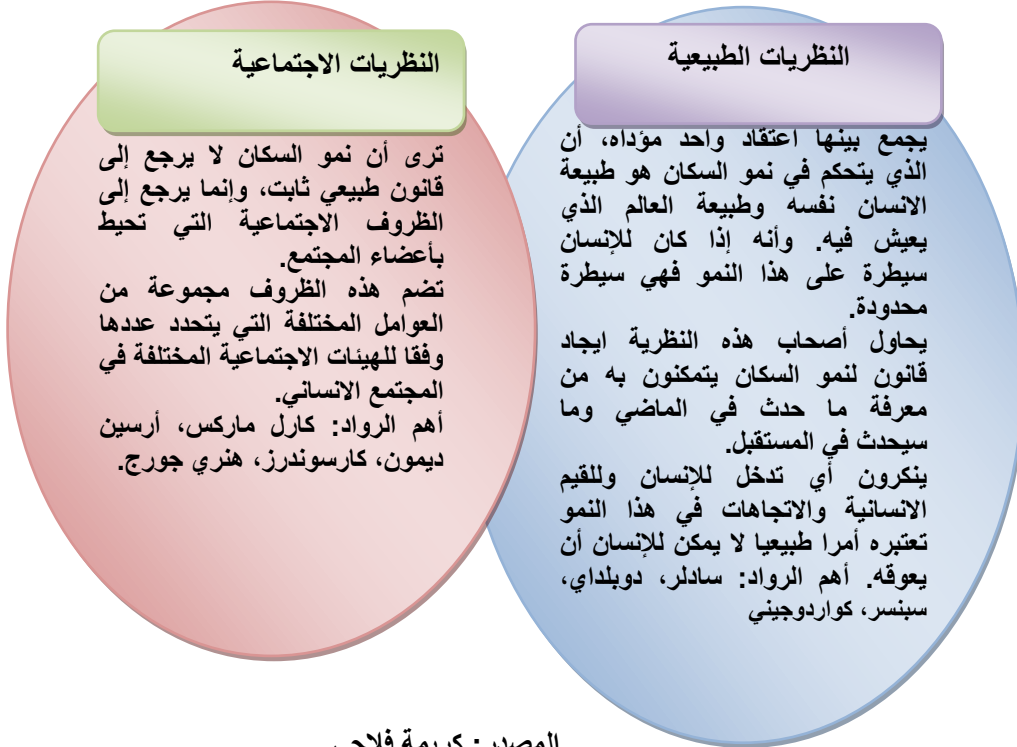 النظريات الطبيعية
يجمع بينها اعتقاد واحد مؤداه، أن
الذي يتحكم في نمو السكان هو طبيعة
الانسان نفسه وطبيعة العالم الذي
يعيش فيه. وأنه إذا كان للإنسان
سيطرة على هذا النمو فهي سيطرة
محدودة.
يحاول أصحاب هذه النظرية ايجاد
قانون لنمو السكان يتمكنون به من
معرفة ما حدث في الماضي وما
سيحدث في المستقبل.
ينكرون أي تدخل للإنسان وللقيم
الانسانية والاتجاهات في هذا النمو
تعتبره أمرا طبيعيا لا يمكن للإنسان أن
يعوقه. أهم الرواد: سادلر، دوبلداي،
سبنسر، كواردوجيني
النظريات الاجتماعية
ترى أن نمو السكان لا يرجع إلى
قانون طبيعي ثابت، وإنما يرجع إلى
الظروف الاجتماعية التي تحيط
بأعضاء المجتمع.
تضم هذه الظروف مجموعة من
العوامل المختلفة التي يتحدد عددها
وفقا للهيئات الاجتماعية المختلفة في
المجتمع الانساني.
أهم الرواد: كارل ماركس، أرسين
ديمون، كارسوندرز، هنري جورج.
المصدر: كريمة فلاحي